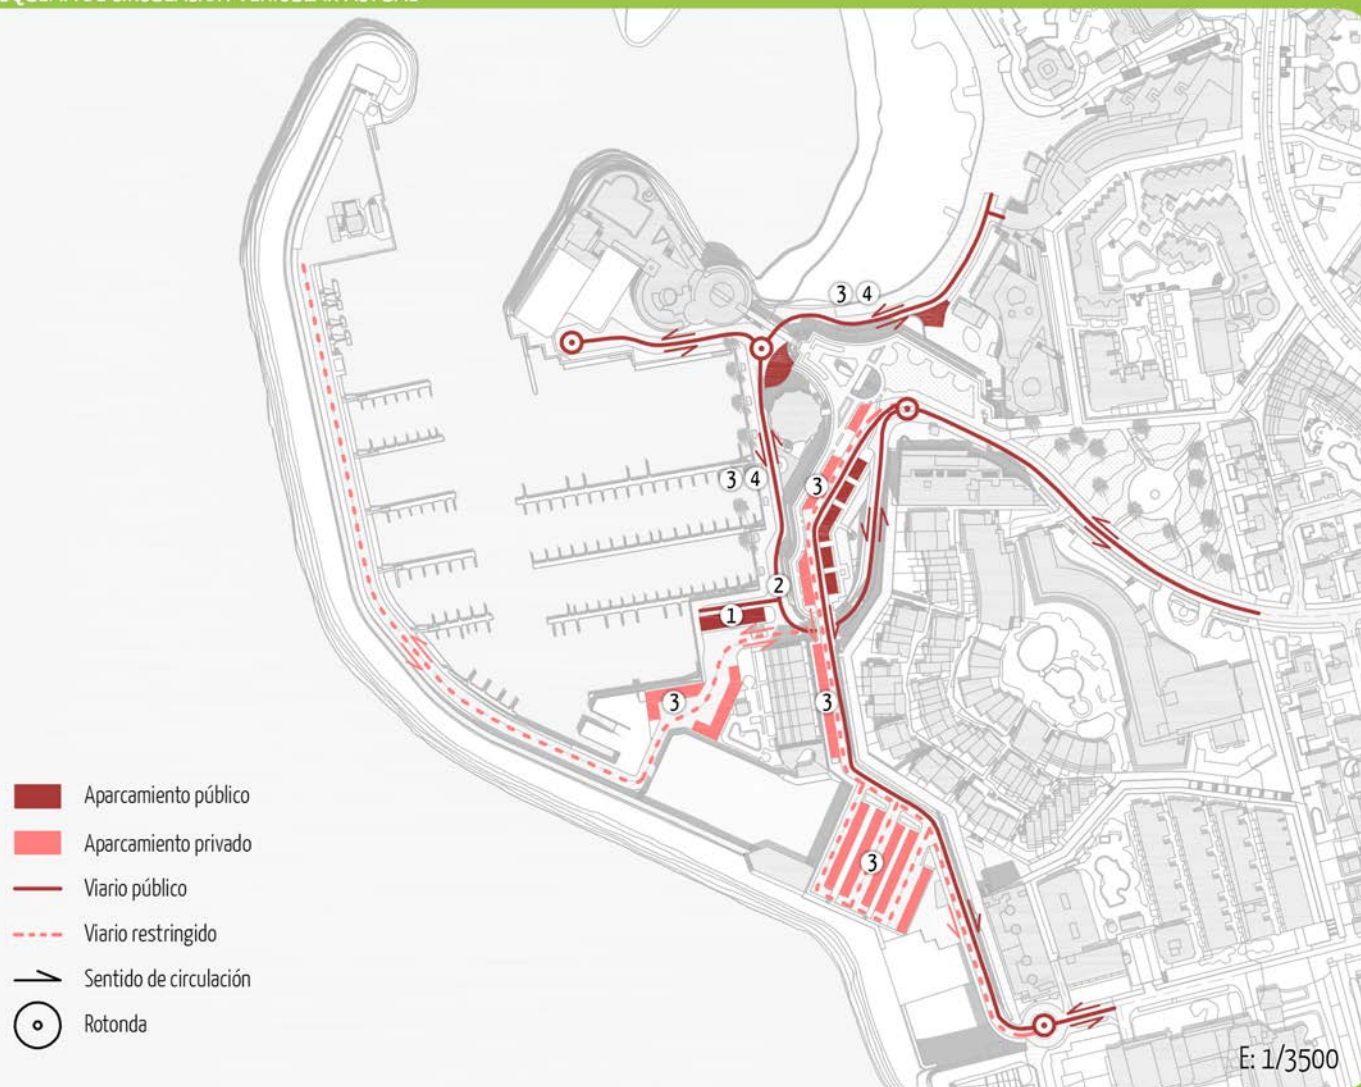 3 4
3 4
3
2
1
3
3
3
Aparcamiento público
Aparcamiento privado
Viario público
Viario restringido
Sentido de circulación
Rotonda
E: 1/3500